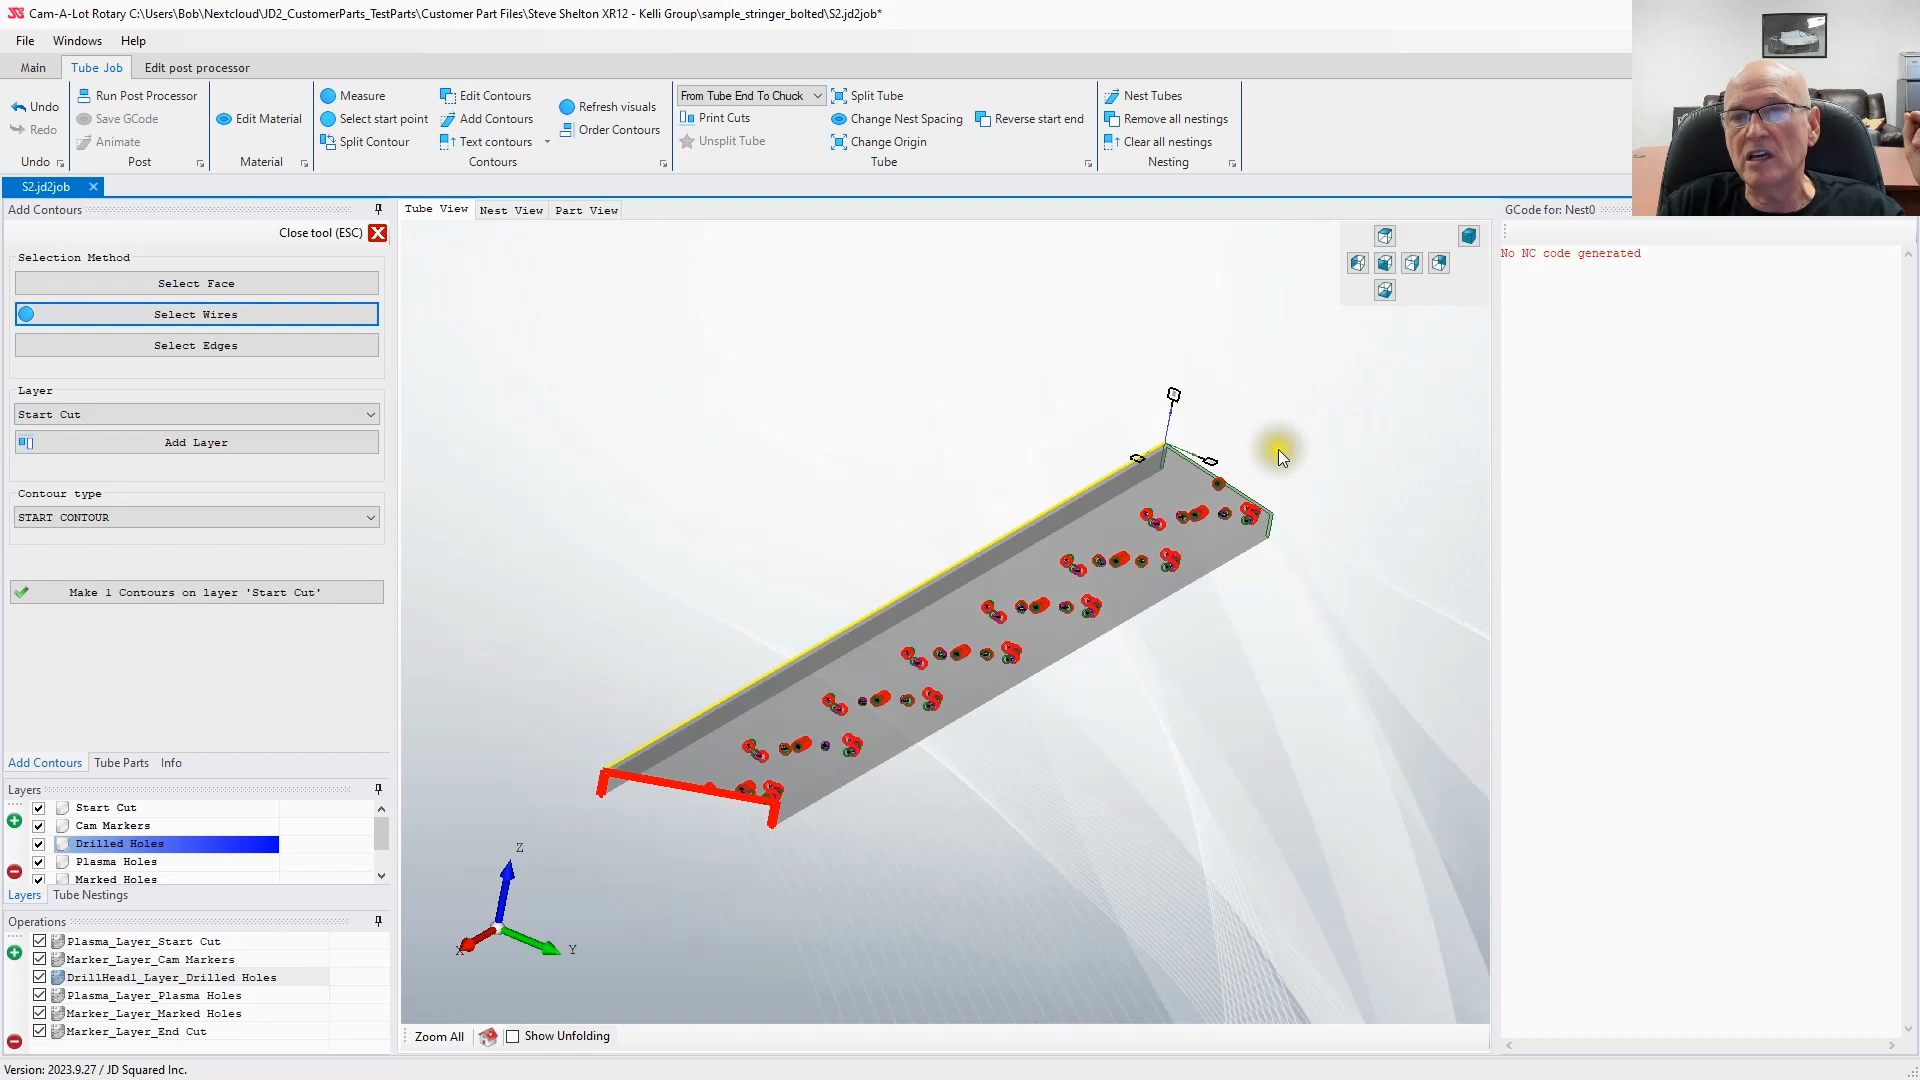 Cam-A-Lot Rotary C:\Users\Bob\Nextcloud\JD2_CustomerParts_TestParts\Customer Part Files\Steve Shelton XR12 - Kelli Group\sample_stringer_bolted\S2.jd2job*
File Windows Help
Main Tube Job Edit post processor
Undo
Redo
Undo
Run Post Processor
Save GCode
Animate
Post
Edit Material
Material
Measure
Select start point
Split Contour
Edit Contours
Add Contours
Text contours
Refresh visuals
Order Contours
Contours
From Tube End To Chuck
Print Cuts
Unsplit Tube
Split Tube
Change Nest Spacing
Change Origin
Reverse start end
Tube
Nest Tubes
Remove all nestings
Clear all nestings
Nesting
S2.jd2job
Add Contours
Close tool (ESC)
Selection Method
Select Face
Select Wires
Select Edges
Layer
Start Cut
Add Layer
Contour type
START CONTOUR
Make 1 Contours on layer 'Start Cut'
Add Contours Tube Parts Info
Layers
Start Cut
Cam Markers
Drilled Holes
Plasma Holes
Marked Holes
Layers Tube Nestings
Operations
Plasma_Layer_Start Cut
Marker_Layer_Cam Markers
DrillHead1_Layer_Drilled Holes
Plasma_Layer_Plasma Holes
Marker_Layer_Marked Holes
Marker_Layer_End Cut
Tube View Nest View Part View
Z
X
Y
Zoom All Show Unfolding
GCode for: Nest0
No NC code generated
Version: 2023.9.27 / JD Squared Inc.